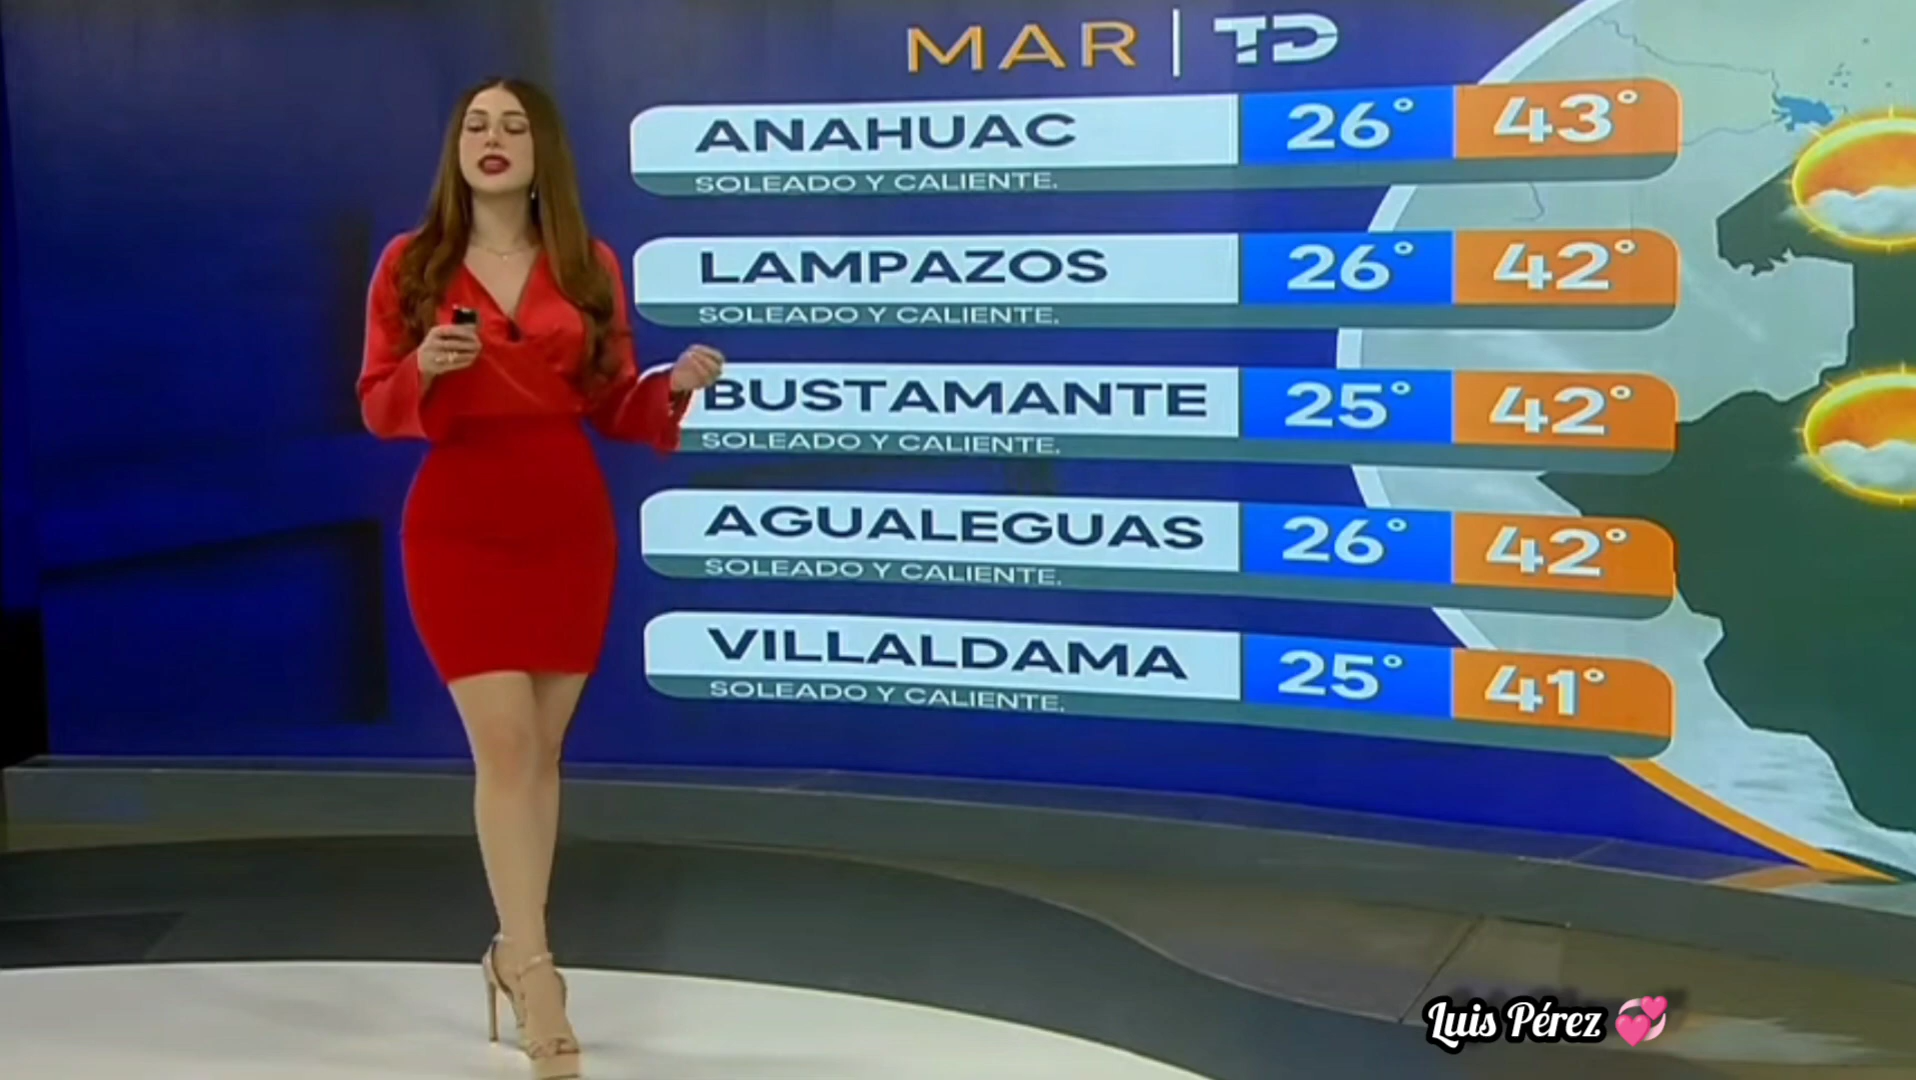 MAR | TD
ANAHUAC 26° 43°
SOLEADO Y CALIENTE.
LAMPAZOS 26° 42°
SOLEADO Y CALIENTE.
BUSTAMANTE 25° 42°
SOLEADO Y CALIENTE.
AGUALEGUAS 26° 42°
SOLEADO Y CALIENTE.
VILLALDAMA 25° 41°
SOLEADO Y CALIENTE.
Luis Pérez 💞